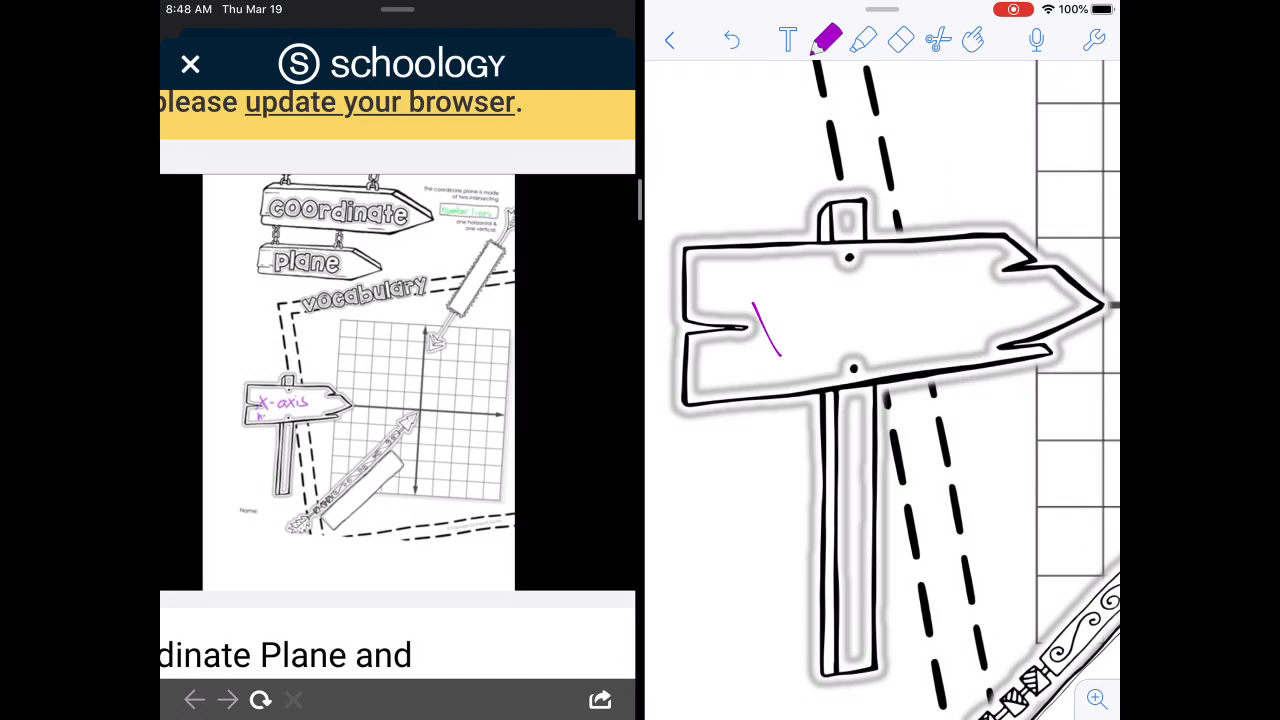 8:48 AM Thu Mar 19
100%
S schoology
please update your browser.
T
coordinate
plane
The coordinate plane is made
of two intersecting
number lines
one horizontal &
one vertical.
vocabulary
x-axis
h
Name:
dinate Plane and